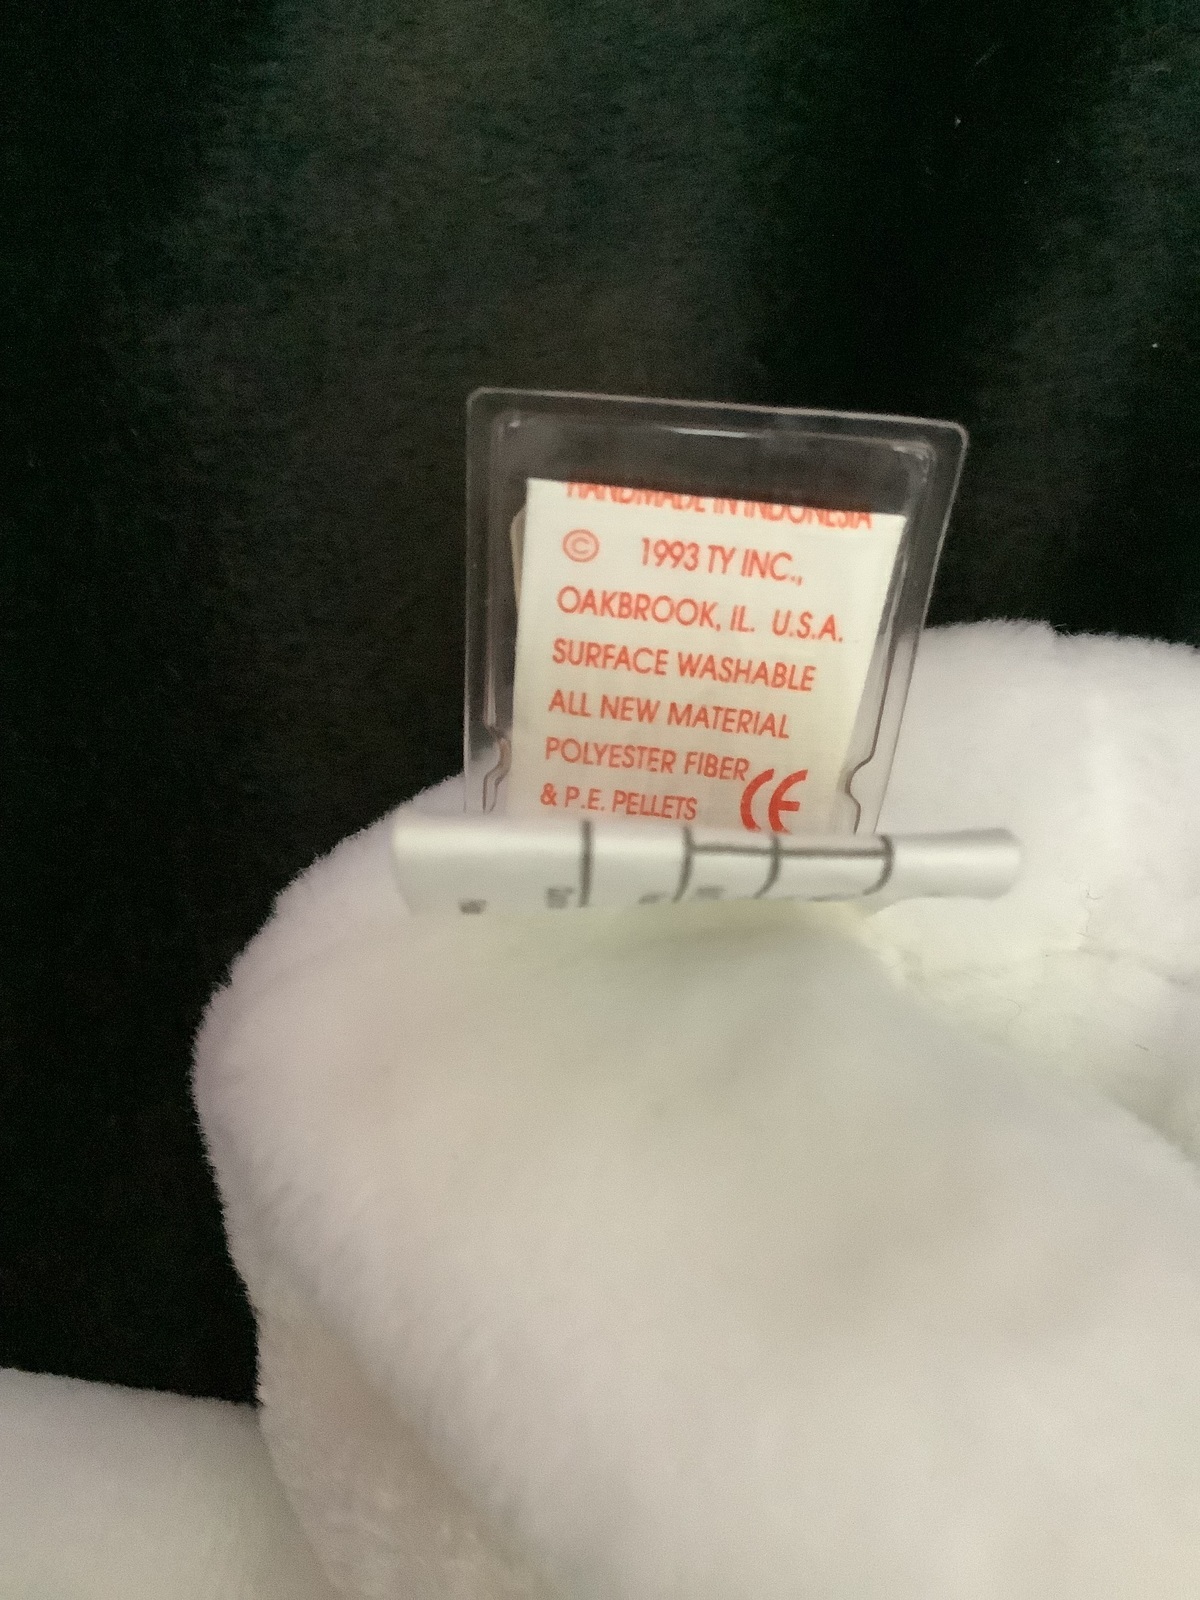 HANDMADE IN INDONESIA
© 1993 TY INC.,
OAKBROOK, IL. U.S.A.
SURFACE WASHABLE
ALL NEW MATERIAL
POLYESTER FIBER
& P.E. PELLETS CE